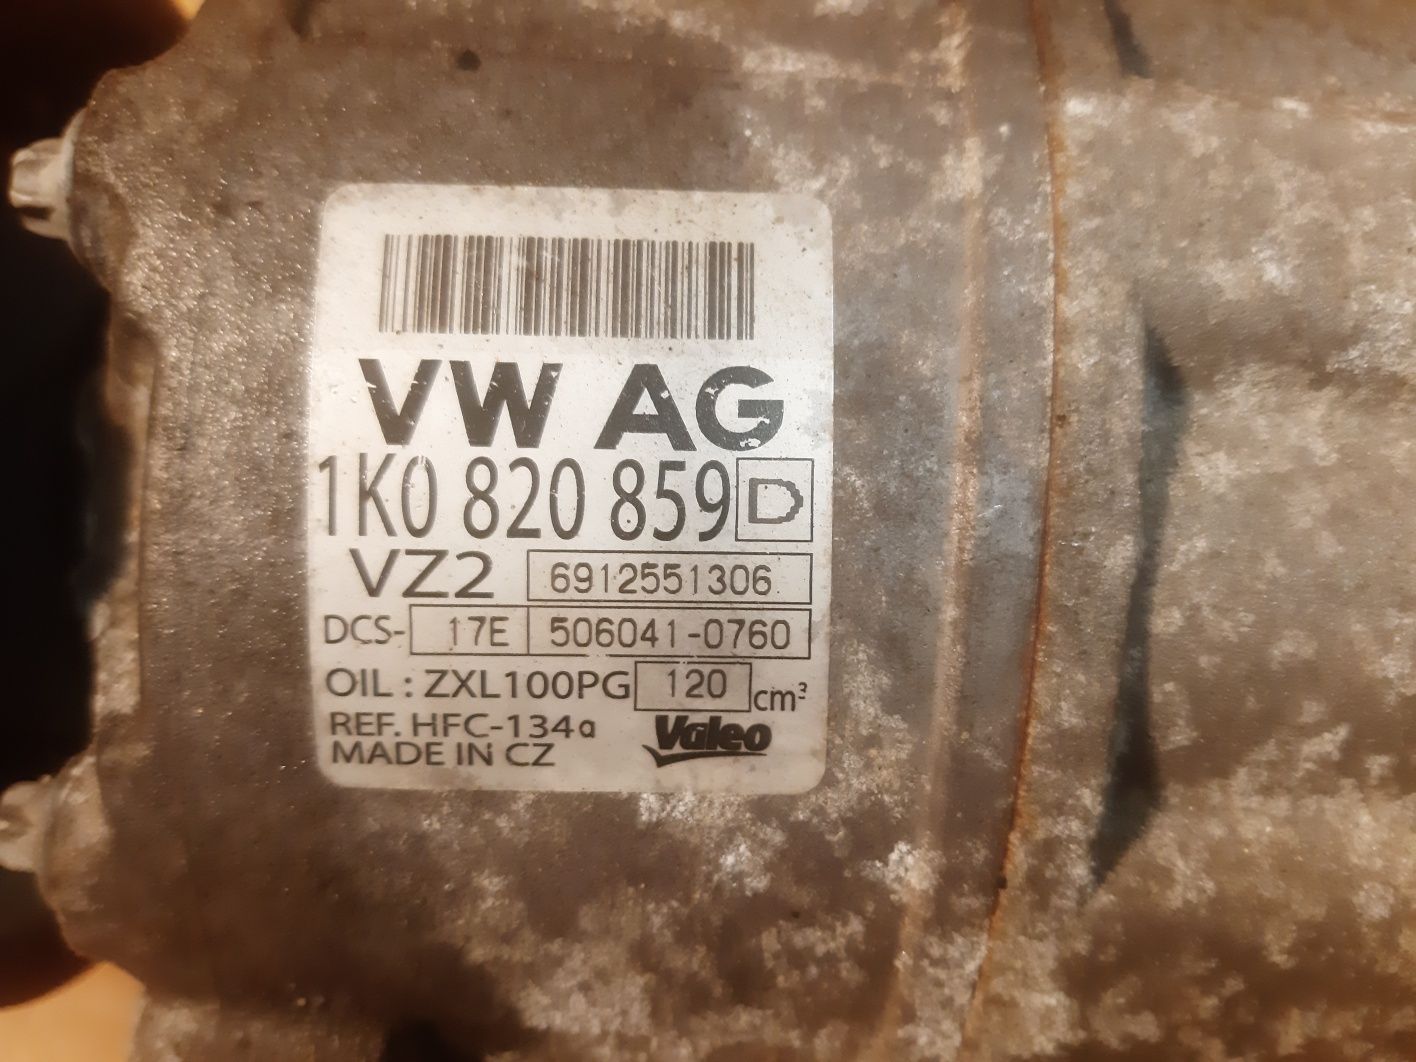 VW AG
1K0 820 859 D
VZ2 6912551306
DCS- 17E 506041-0760
OIL : ZXL100PG 120 cm³
REF. HFC-134a
MADE IN CZ
Valeo